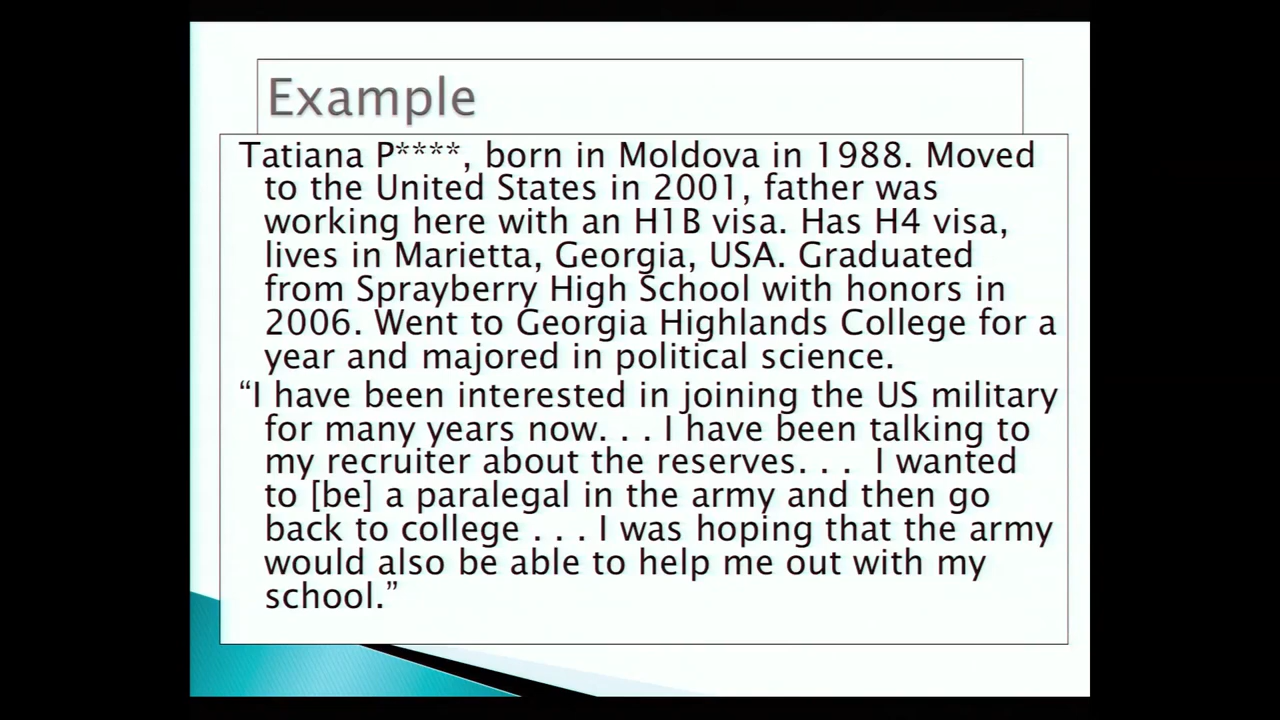 Example
Tatiana P****, born in Moldova in 1988. Moved
to the United States in 2001, father was
working here with an H1B visa. Has H4 visa,
lives in Marietta, Georgia, USA. Graduated
from Sprayberry High School with honors in
2006. Went to Georgia Highlands College for a
year and majored in political science.
“I have been interested in joining the US military
for many years now. . . I have been talking to
my recruiter about the reserves. . .  I wanted
to [be] a paralegal in the army and then go
back to college . . . I was hoping that the army
would also be able to help me out with my
school.”